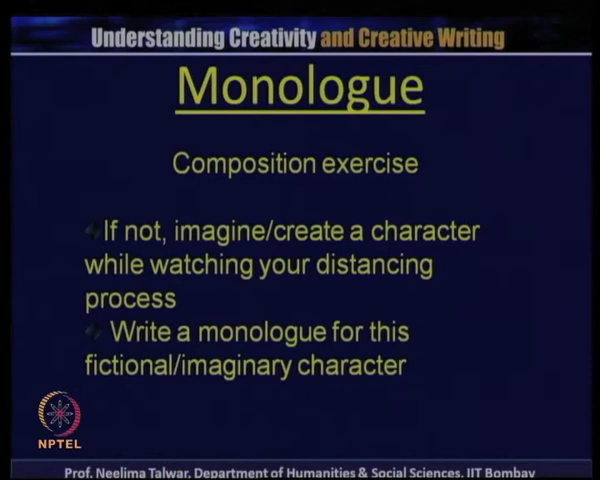 Understanding Creativity and Creative Writing
Monologue
Composition exercise
If not, imagine/create a character
while watching your distancing
process
Write a monologue for this
fictional/imaginary character
NPTEL
Prof. Neelima Talwar, Department of Humanities & Social Sciences, IIT Bombay